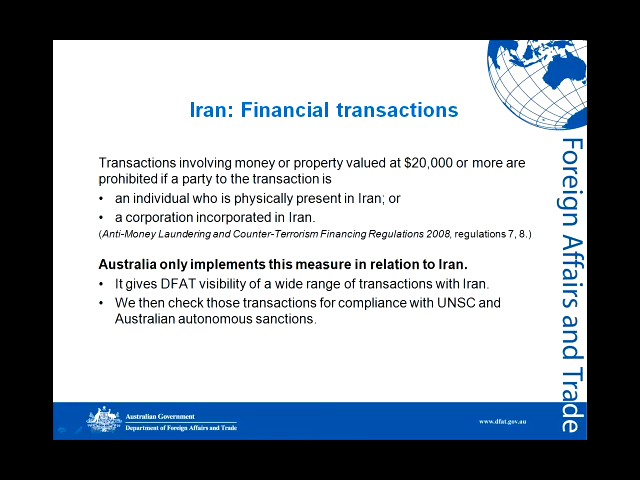 Iran: Financial transactions
Transactions involving money or property valued at $20,000 or more are
prohibited if a party to the transaction is
• an individual who is physically present in Iran; or
• a corporation incorporated in Iran.
(Anti-Money Laundering and Counter-Terrorism Financing Regulations 2008, regulations 7, 8.)
Australia only implements this measure in relation to Iran.
• It gives DFAT visibility of a wide range of transactions with Iran.
• We then check those transactions for compliance with UNSC and
Australian autonomous sanctions.
Foreign Affairs and Trade
Australian Government
Department of Foreign Affairs and Trade
www.dfat.gov.au